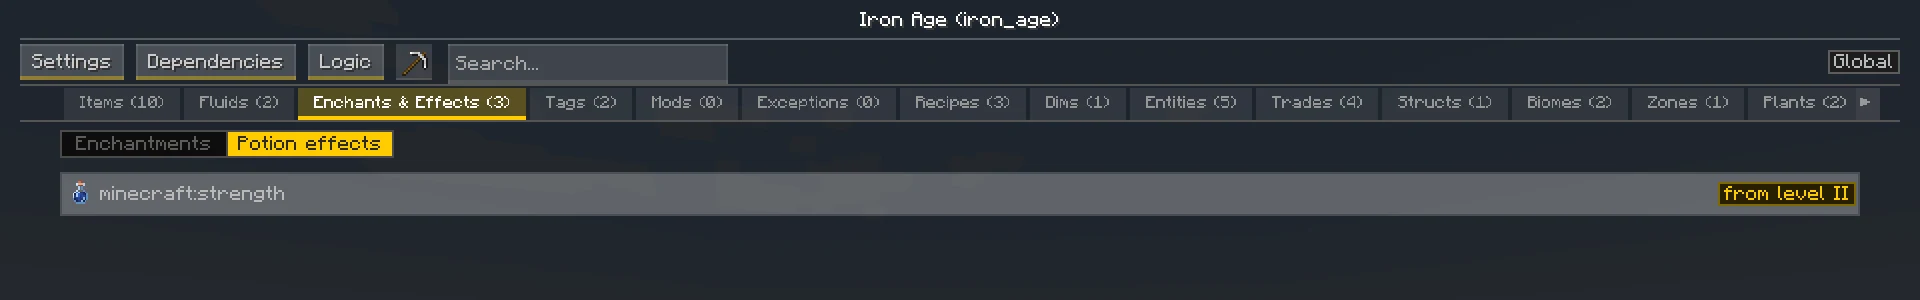 Iron Age (iron_age)
Settings Dependencies Logic Search... Global
Items (10) Fluids (2) Enchants & Effects (3) Tags (2) Mods (0) Exceptions (0) Recipes (3) Dims (1) Entities (5) Trades (4) Structs (1) Biomes (2) Zones (1) Plants (2)
Enchantments Potion effects
minecraft:strength from level II